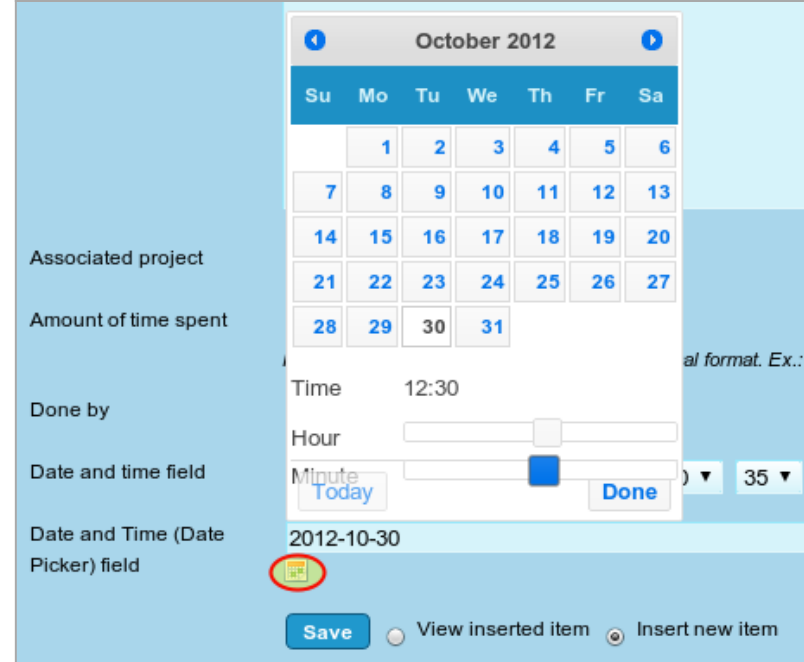 October 2012
Su Mo Tu We Th Fr Sa
1 2 3 4 5 6
7 8 9 10 11 12 13
14 15 16 17 18 19 20
Associated project
21 22 23 24 25 26 27
Amount of time spent
28 29 30 31
al format. Ex.:
Time 12:30
Done by
Hour
Date and time field
Minute
Today Done
35
Date and Time (Date
Picker) field
2012-10-30
Save View inserted item Insert new item